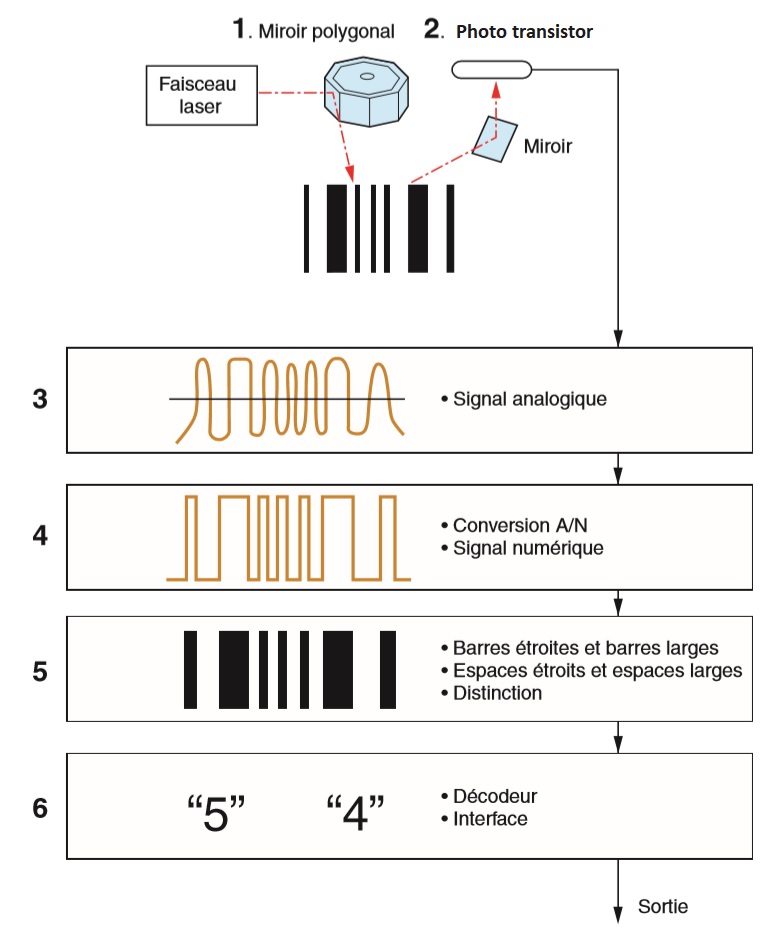 1. Miroir polygonal
2. Photo transistor
Faisceau
laser
Miroir
3
• Signal analogique
4
• Conversion A/N
• Signal numérique
5
• Barres étroites et barres larges
• Espaces étroits et espaces larges
• Distinction
6
“5” “4”
• Décodeur
• Interface
Sortie